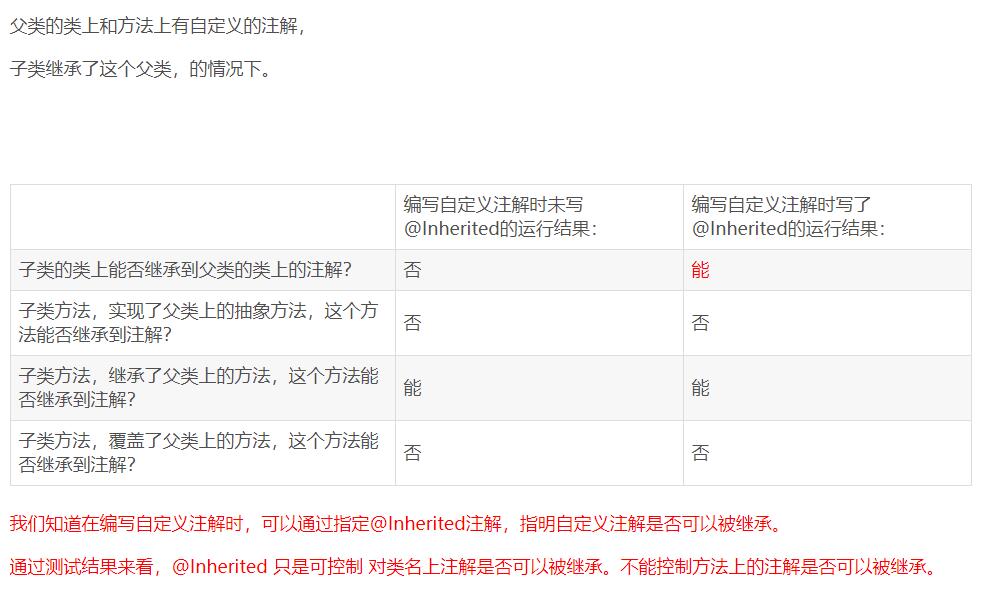 父类的类上和方法上有自定义的注解，
子类继承了这个父类，的情况下。
编写自定义注解时未写
@Inherited的运行结果：
编写自定义注解时写了
@Inherited的运行结果：
子类的类上能否继承到父类的类上的注解？
否
能
子类方法，实现了父类上的抽象方法，这个方
法能否继承到注解？
否
否
子类方法，继承了父类上的方法，这个方法能
否继承到注解？
能
能
子类方法，覆盖了父类上的方法，这个方法能
否继承到注解？
否
否
我们知道在编写自定义注解时，可以通过指定@Inherited注解，指明自定义注解是否可以被继承。
通过测试结果来看，@Inherited 只是可控制 对类名上注解是否可以被继承。不能控制方法上的注解是否可以被继承。